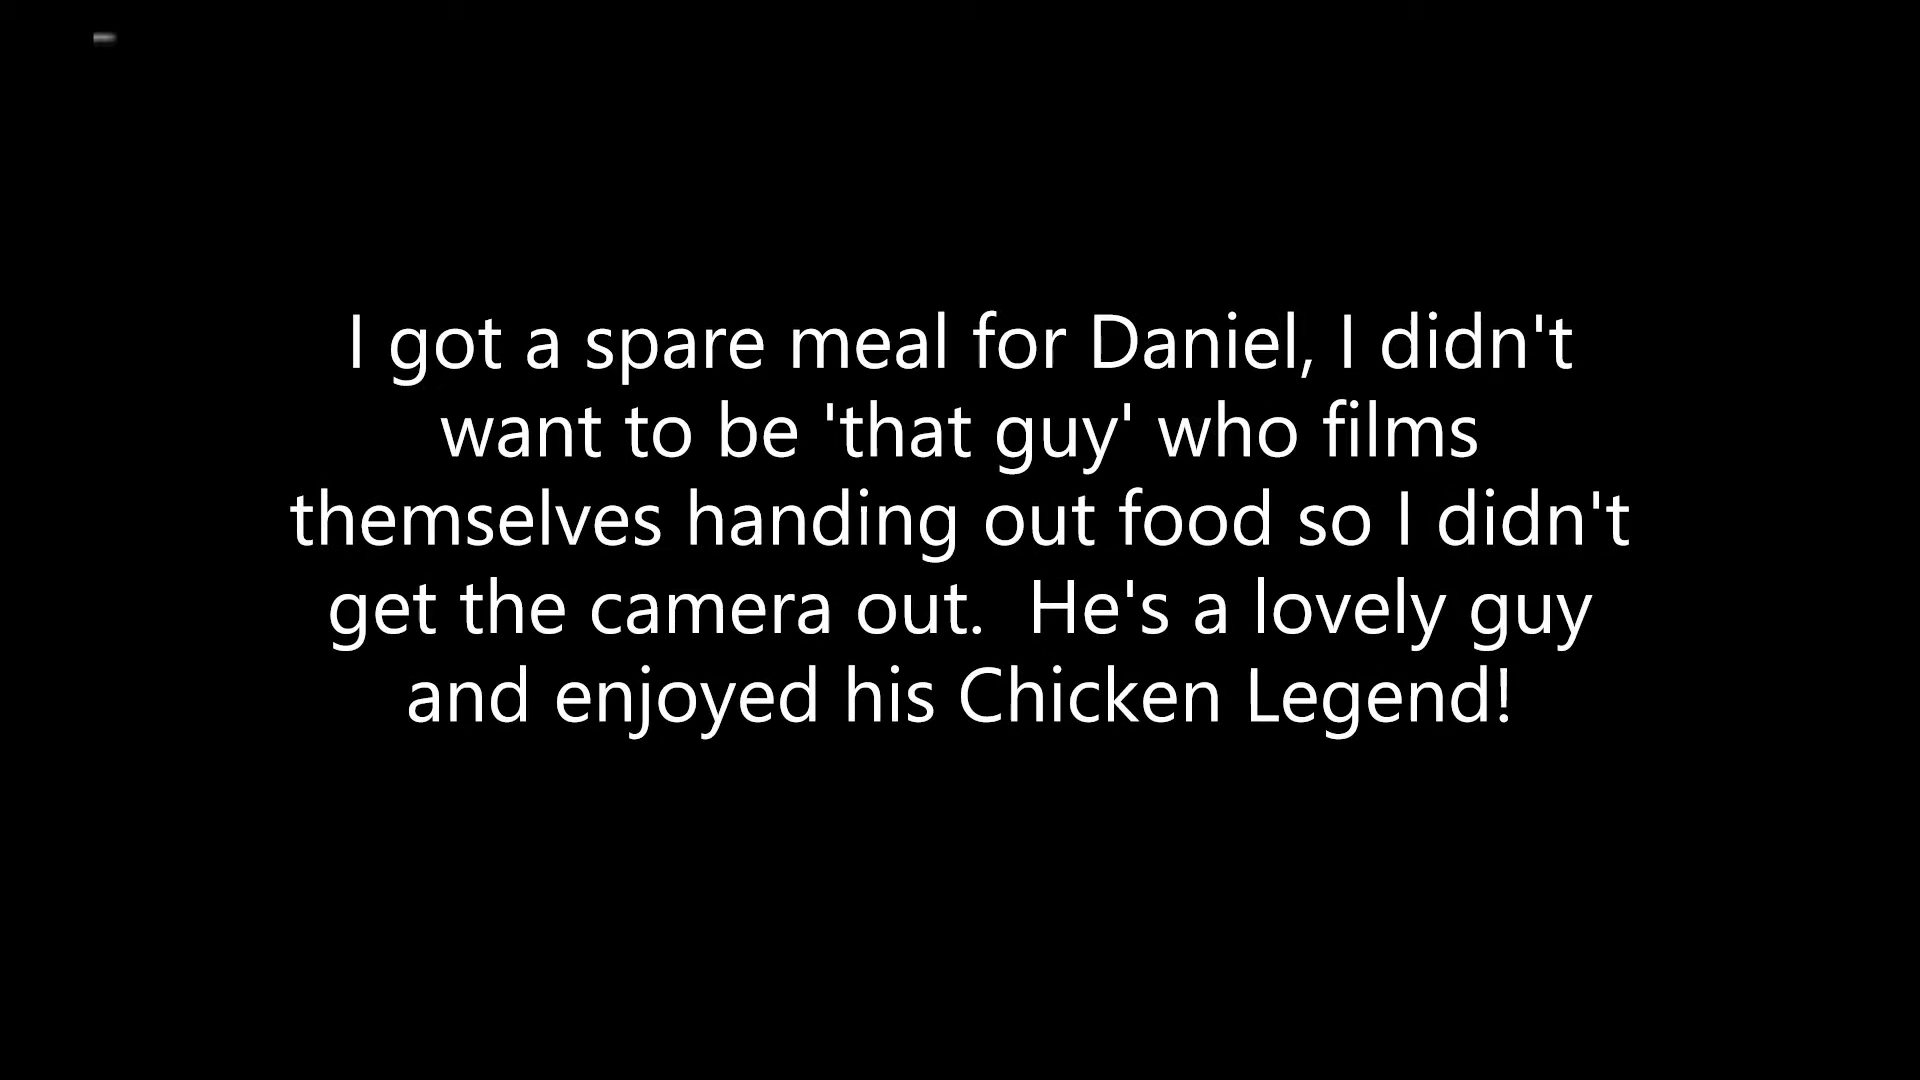 I got a spare meal for Daniel, I didn't
want to be 'that guy' who films
themselves handing out food so I didn't
get the camera out.  He's a lovely guy
and enjoyed his Chicken Legend!